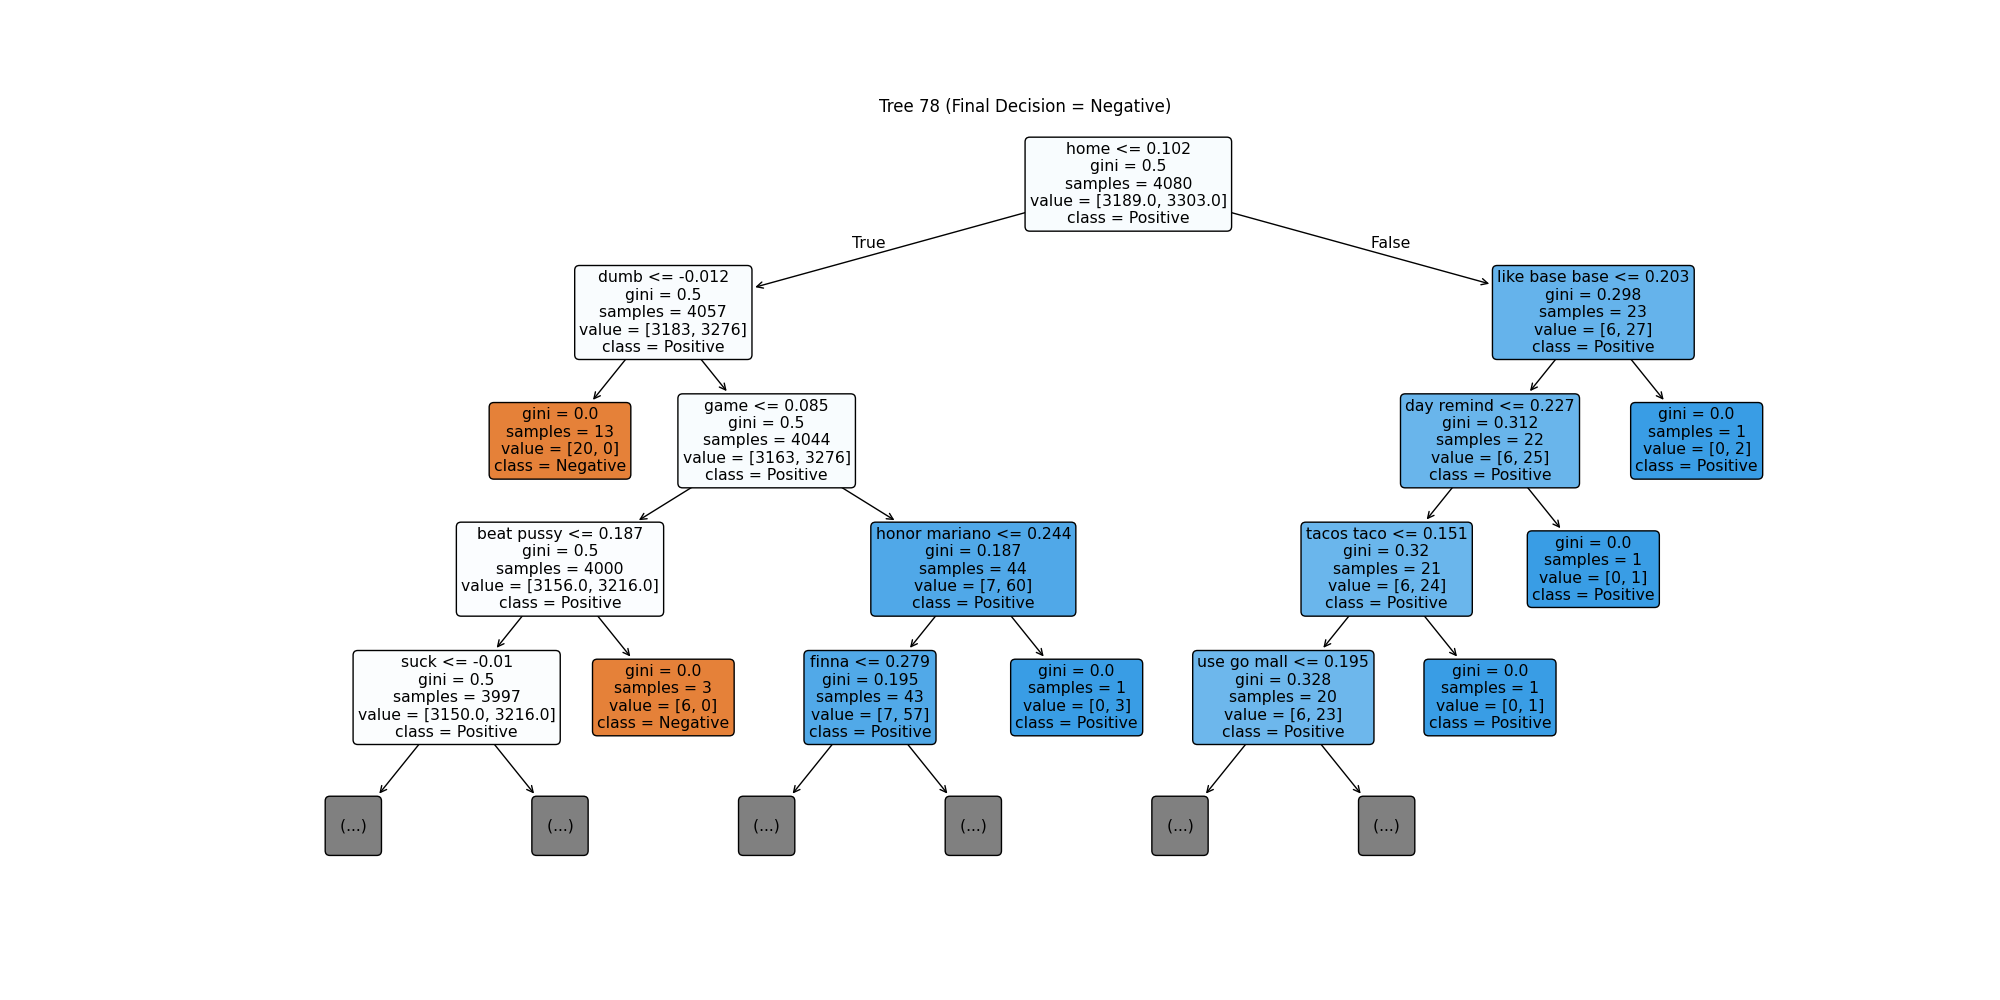 Tree 78 (Final Decision = Negative)
home <= 0.102
gini = 0.5
samples = 4080
value = [3189.0, 3303.0]
class = Positive
True
False
dumb <= -0.012
gini = 0.5
samples = 4057
value = [3183, 3276]
class = Positive
like base base <= 0.203
gini = 0.298
samples = 23
value = [6, 27]
class = Positive
gini = 0.0
samples = 13
value = [20, 0]
class = Negative
game <= 0.085
gini = 0.5
samples = 4044
value = [3163, 3276]
class = Positive
day remind <= 0.227
gini = 0.312
samples = 22
value = [6, 25]
class = Positive
gini = 0.0
samples = 1
value = [0, 2]
class = Positive
beat pussy <= 0.187
gini = 0.5
samples = 4000
value = [3156.0, 3216.0]
class = Positive
honor mariano <= 0.244
gini = 0.187
samples = 44
value = [7, 60]
class = Positive
tacos taco <= 0.151
gini = 0.32
samples = 21
value = [6, 24]
class = Positive
gini = 0.0
samples = 1
value = [0, 1]
class = Positive
suck <= -0.01
gini = 0.5
samples = 3997
value = [3150.0, 3216.0]
class = Positive
gini = 0.0
samples = 3
value = [6, 0]
class = Negative
finna <= 0.279
gini = 0.195
samples = 43
value = [7, 57]
class = Positive
gini = 0.0
samples = 1
value = [0, 3]
class = Positive
use go mall <= 0.195
gini = 0.328
samples = 20
value = [6, 23]
class = Positive
gini = 0.0
samples = 1
value = [0, 1]
class = Positive
(...)
(...)
(...)
(...)
(...)
(...)